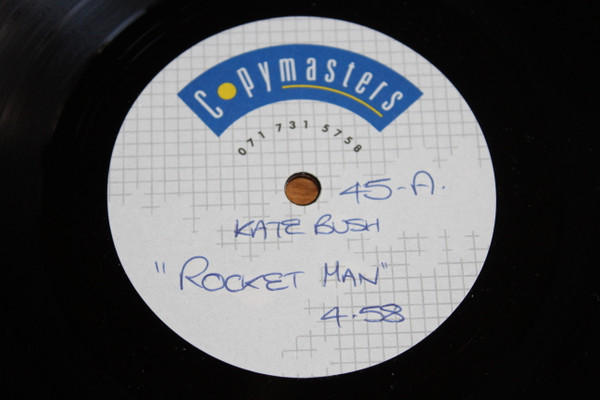 Copymasters
071 731 5758
45-A.
KATE BUSH
"ROCKET MAN"
4.58